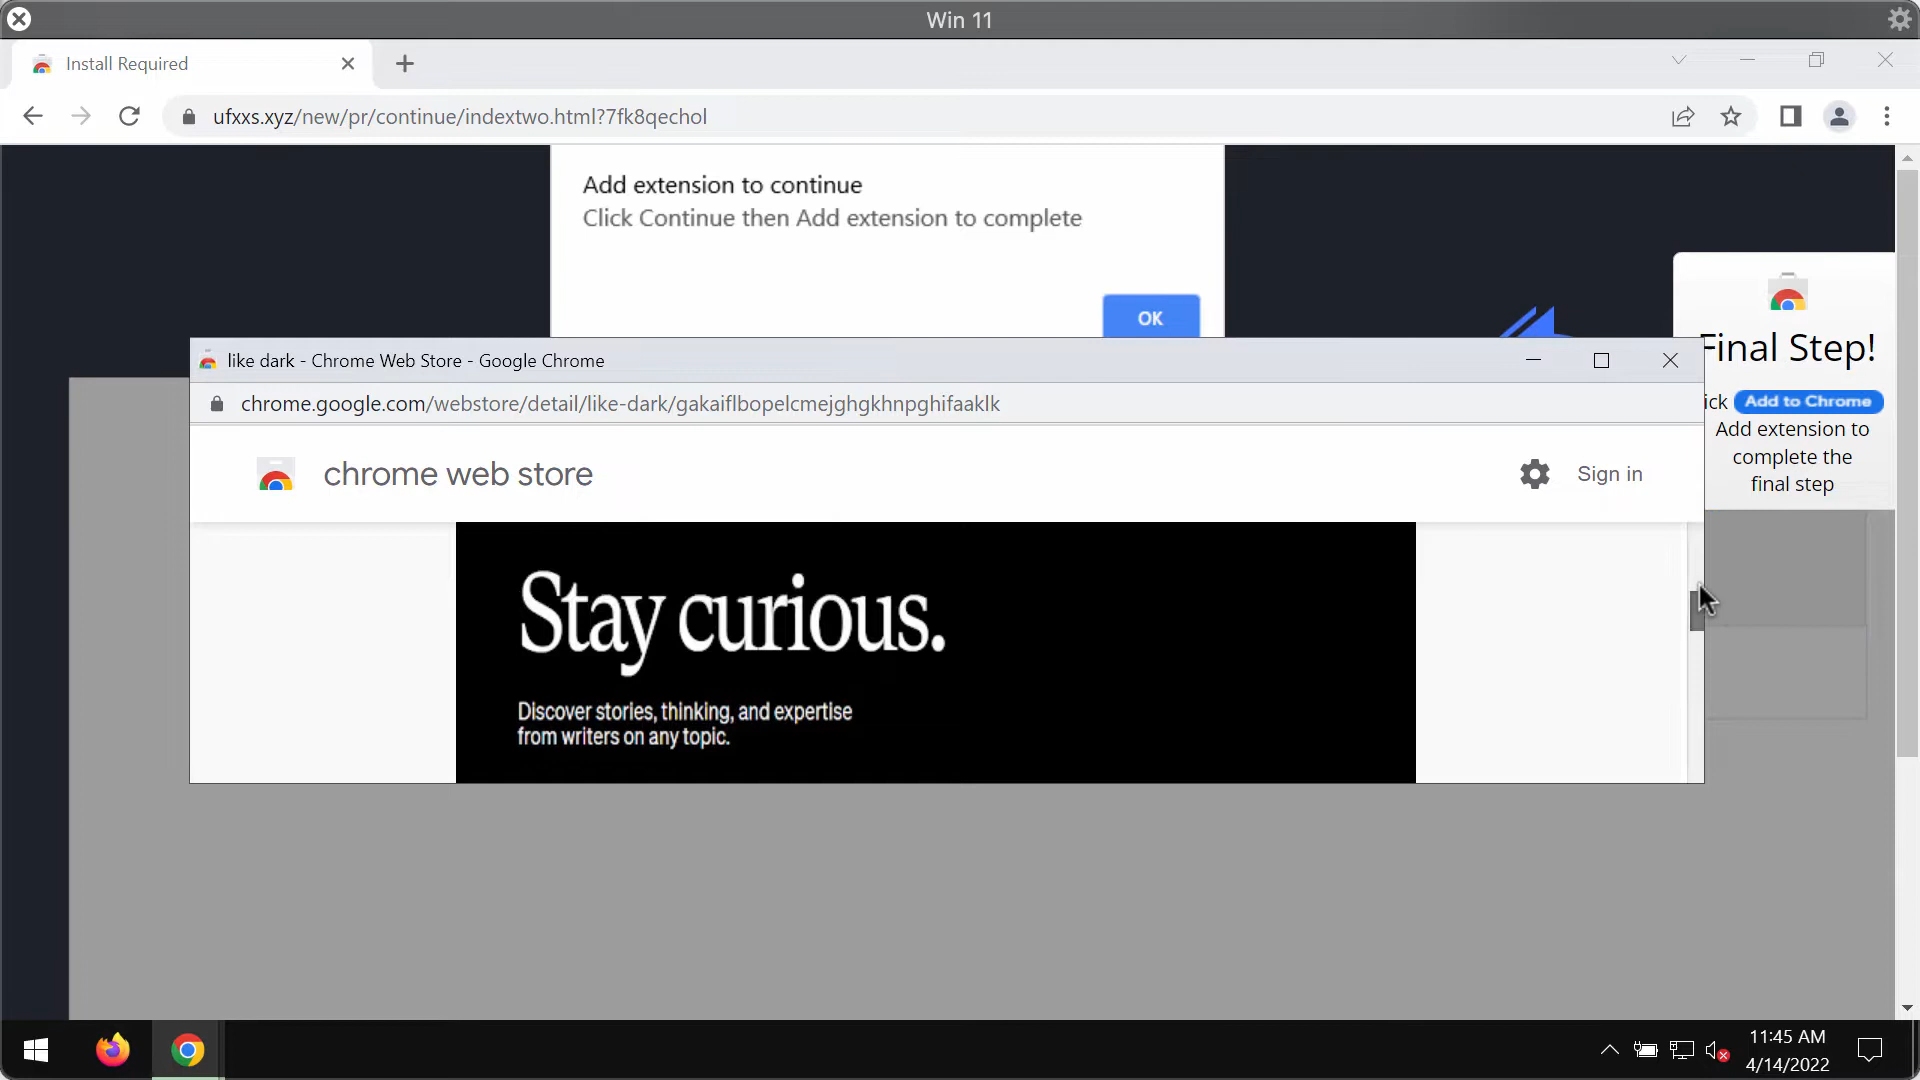 Win 11
Install Required
ufxxs.xyz/new/pr/continue/indextwo.html?7fk8qechol
Add extension to continue
Click Continue then Add extension to complete
OK
Final Step!
ick Add to Chrome
Add extension to
complete the
final step
like dark - Chrome Web Store - Google Chrome
chrome.google.com/webstore/detail/like-dark/gakaiflbopelcmejghgkhnpghifaaklk
chrome web store
Sign in
Stay curious.
Discover stories, thinking, and expertise
from writers on any topic.
11:45 AM
4/14/2022